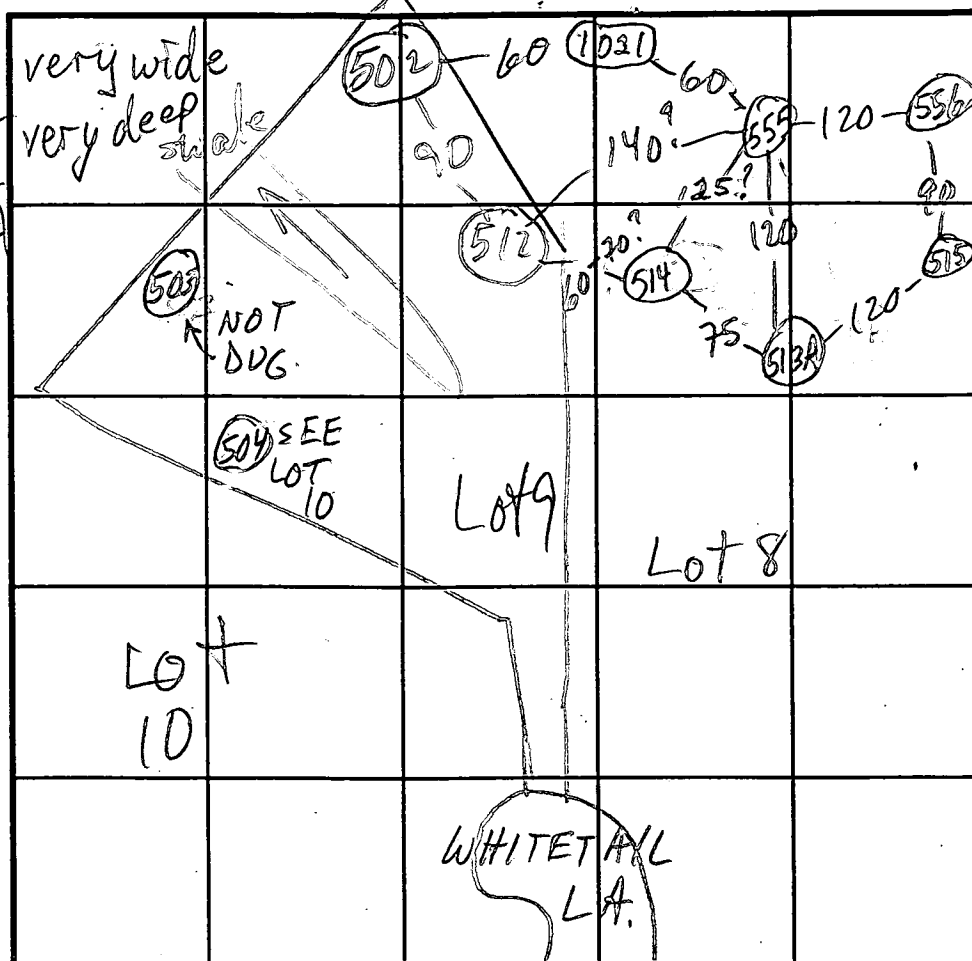 very wide
very deep
swale
502 60 1021
60
90
140? 555 120 556
125.?
90
512
60 70? 514
120
515
503
NOT
DUG.
75 513R 120
504 SEE
LOT
10
Lot 9
Lot 8
Lot
10
WHITETAIL
LA.